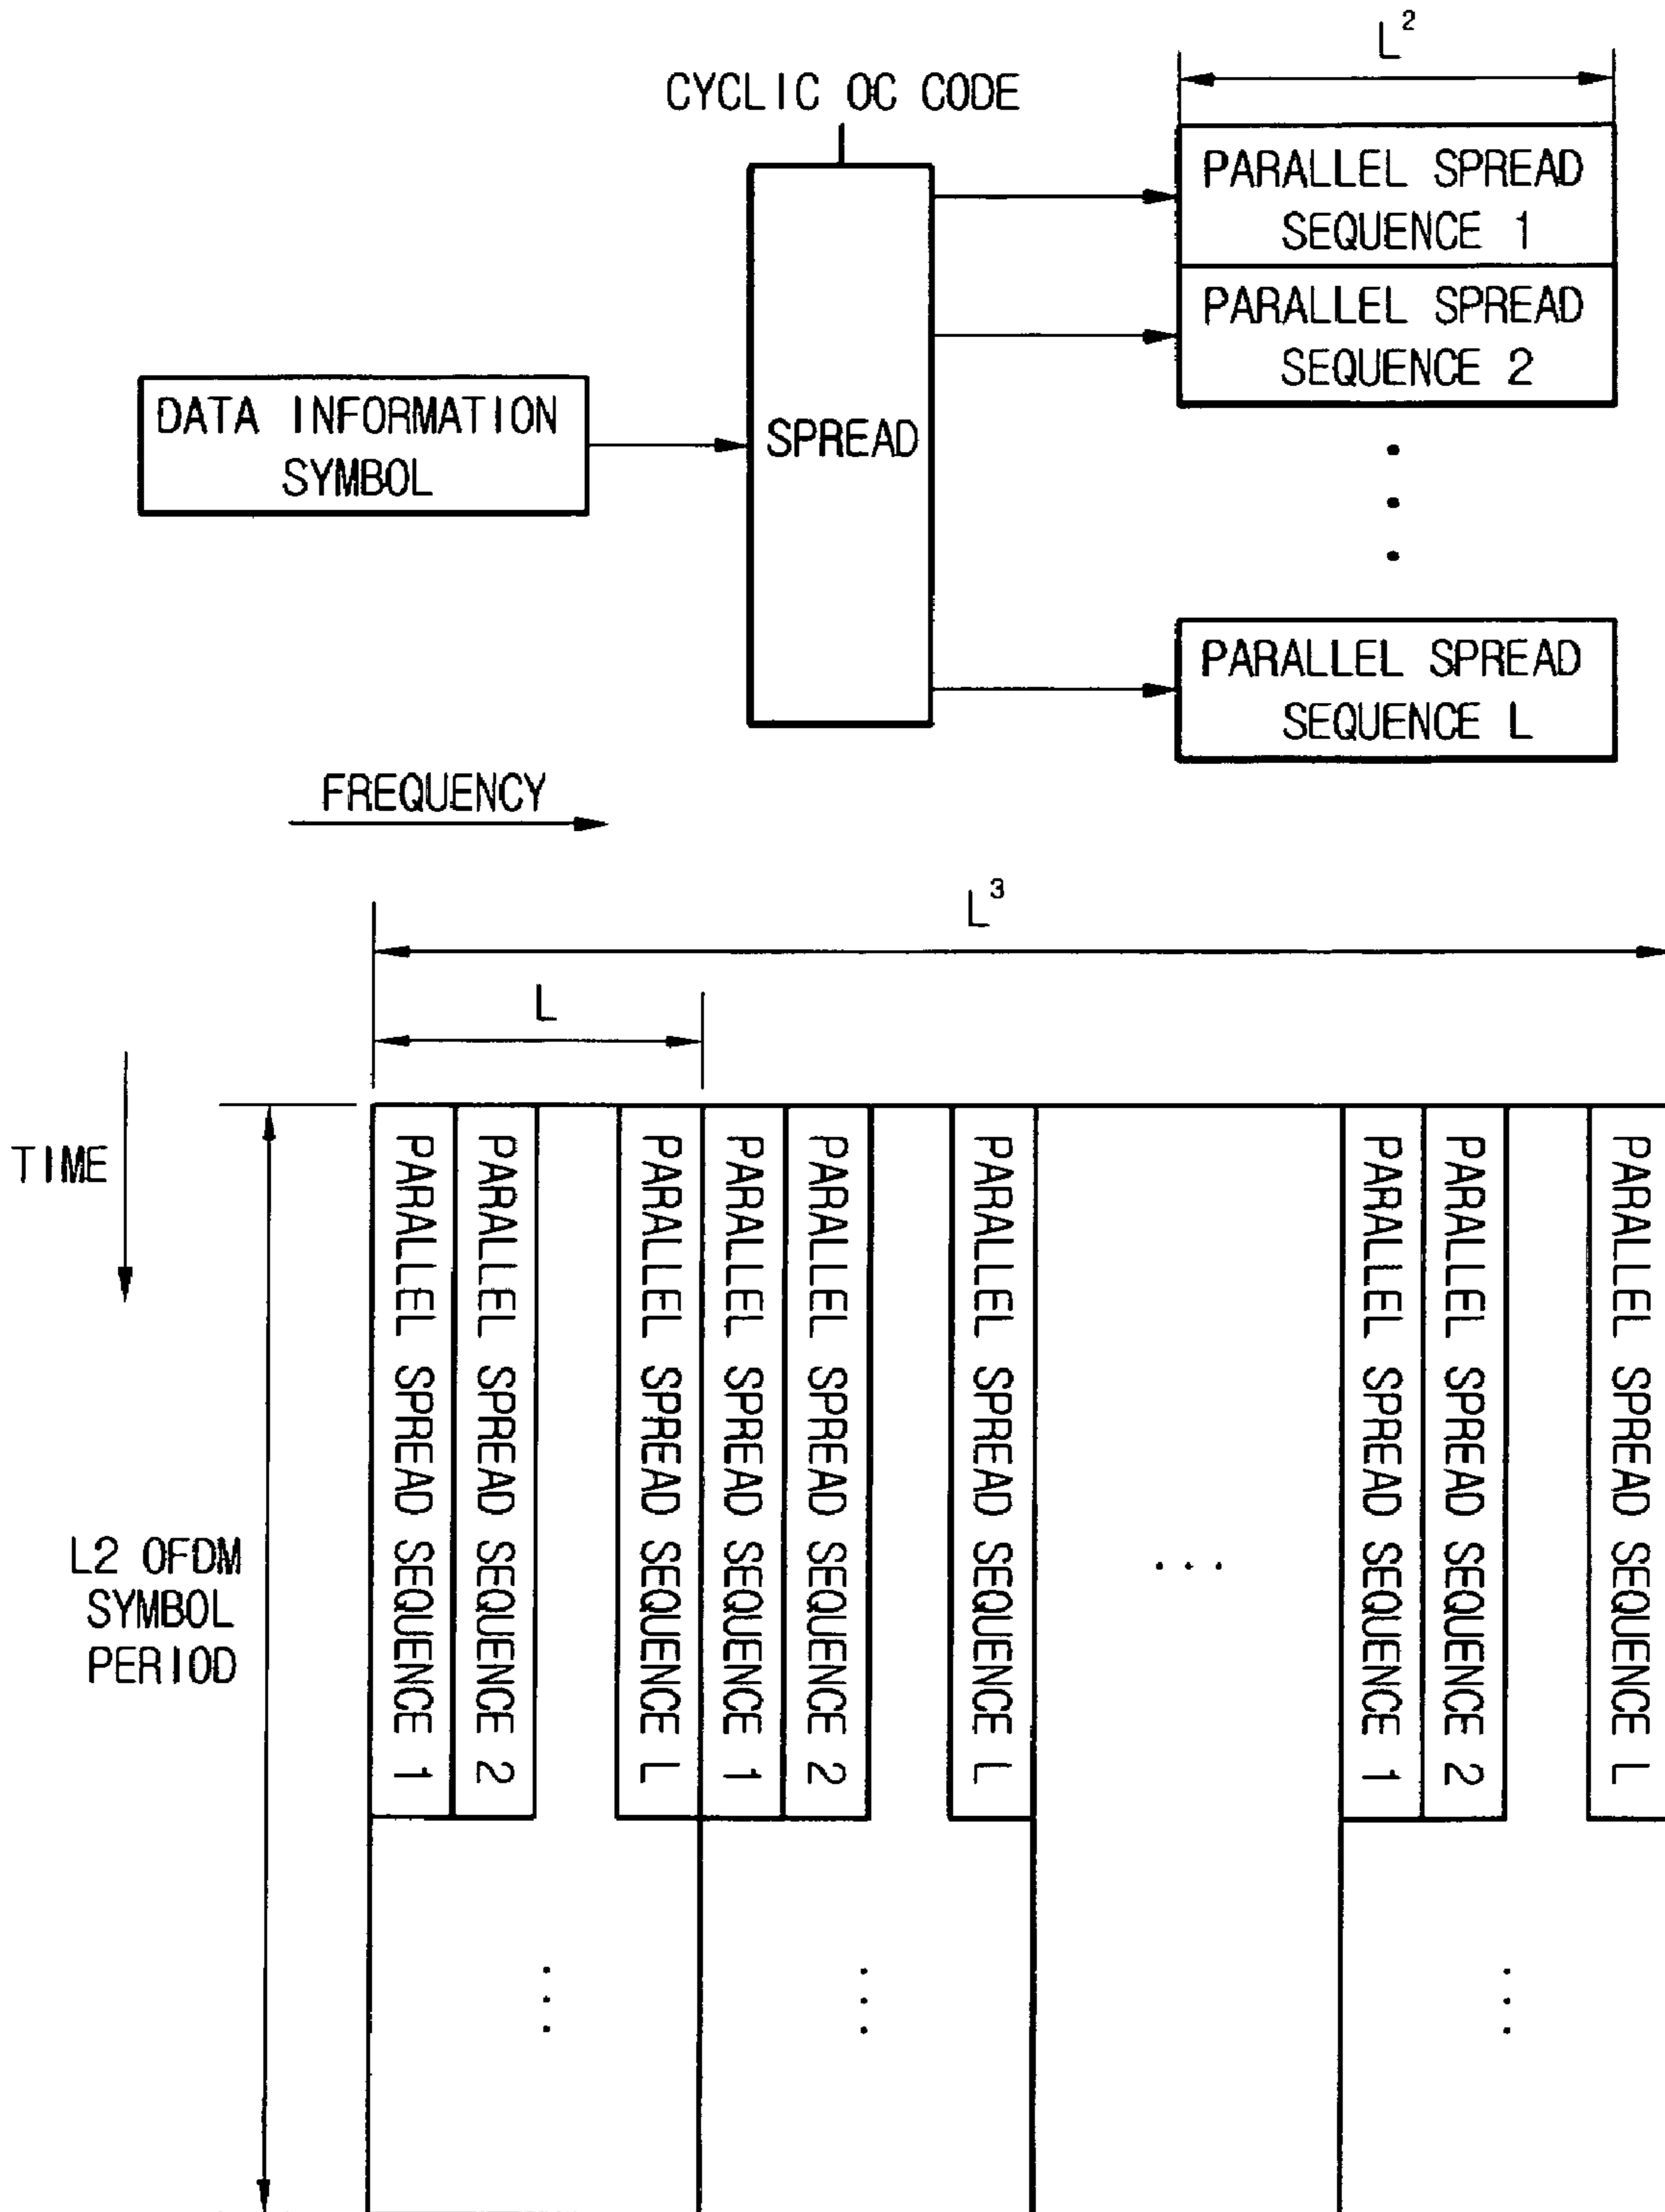 L²
CYCLIC OC CODE
PARALLEL SPREAD
SEQUENCE 1
PARALLEL SPREAD
SEQUENCE 2
DATA INFORMATION
SYMBOL
SPREAD
PARALLEL SPREAD
SEQUENCE L
FREQUENCY
L³
L
TIME
L2 OFDM
SYMBOL
PERIOD
PARALLEL SPREAD SEQUENCE 1
PARALLEL SPREAD SEQUENCE 2
PARALLEL SPREAD SEQUENCE L
PARALLEL SPREAD SEQUENCE 1
PARALLEL SPREAD SEQUENCE 2
PARALLEL SPREAD SEQUENCE L
PARALLEL SPREAD SEQUENCE 1
PARALLEL SPREAD SEQUENCE 2
PARALLEL SPREAD SEQUENCE L